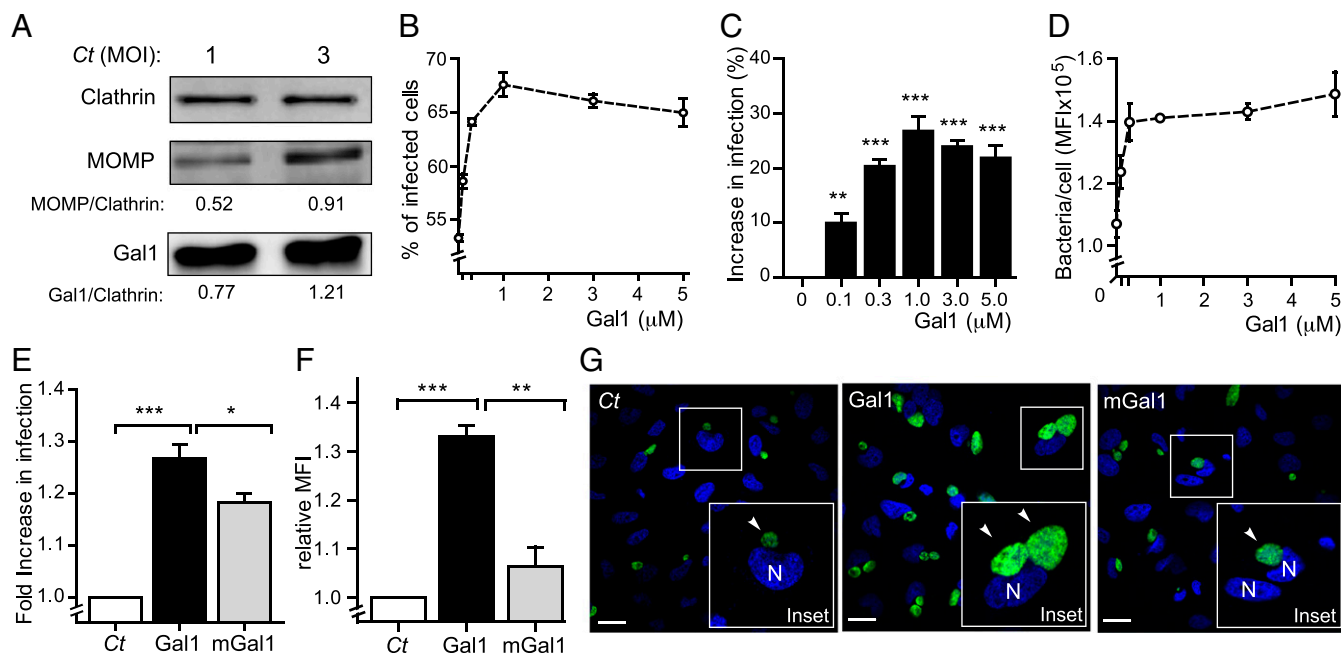 A
Ct (MOI): 1 3
Clathrin
MOMP
MOMP/Clathrin: 0.52 0.91
Gal1
Gal1/Clathrin: 0.77 1.21
B
% of infected cells
70
65
60
55
1 2 3 4 5
Gal1 (μM)
C
Increase in infection (%)
40
30
20
10
0
** *** *** *** ***
0 0.1 0.3 1.0 3.0 5.0
Gal1 (μM)
D
Bacteria/cell (MFIx10⁵)
1.6
1.4
1.2
1.0
0
1 2 3 4 5
Gal1 (μM)
E
Fold Increase in infection
1.4
1.3
1.2
1.1
1.0
*** *
Ct Gal1 mGal1
F
relative MFI
1.4
1.3
1.2
1.1
1.0
*** **
Ct Gal1 mGal1
G
Ct
N
Inset
Gal1
N
Inset
mGal1
N
N
Inset